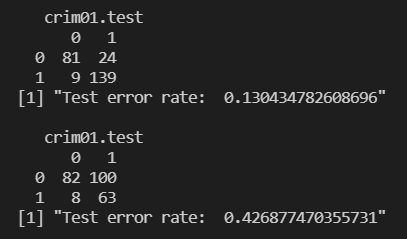 crim01.test
0 1
0 81 24
1 9 139
[1] "Test error rate: 0.130434782608696"
crim01.test
0 1
0 82 100
1 8 63
[1] "Test error rate: 0.426877470355731"